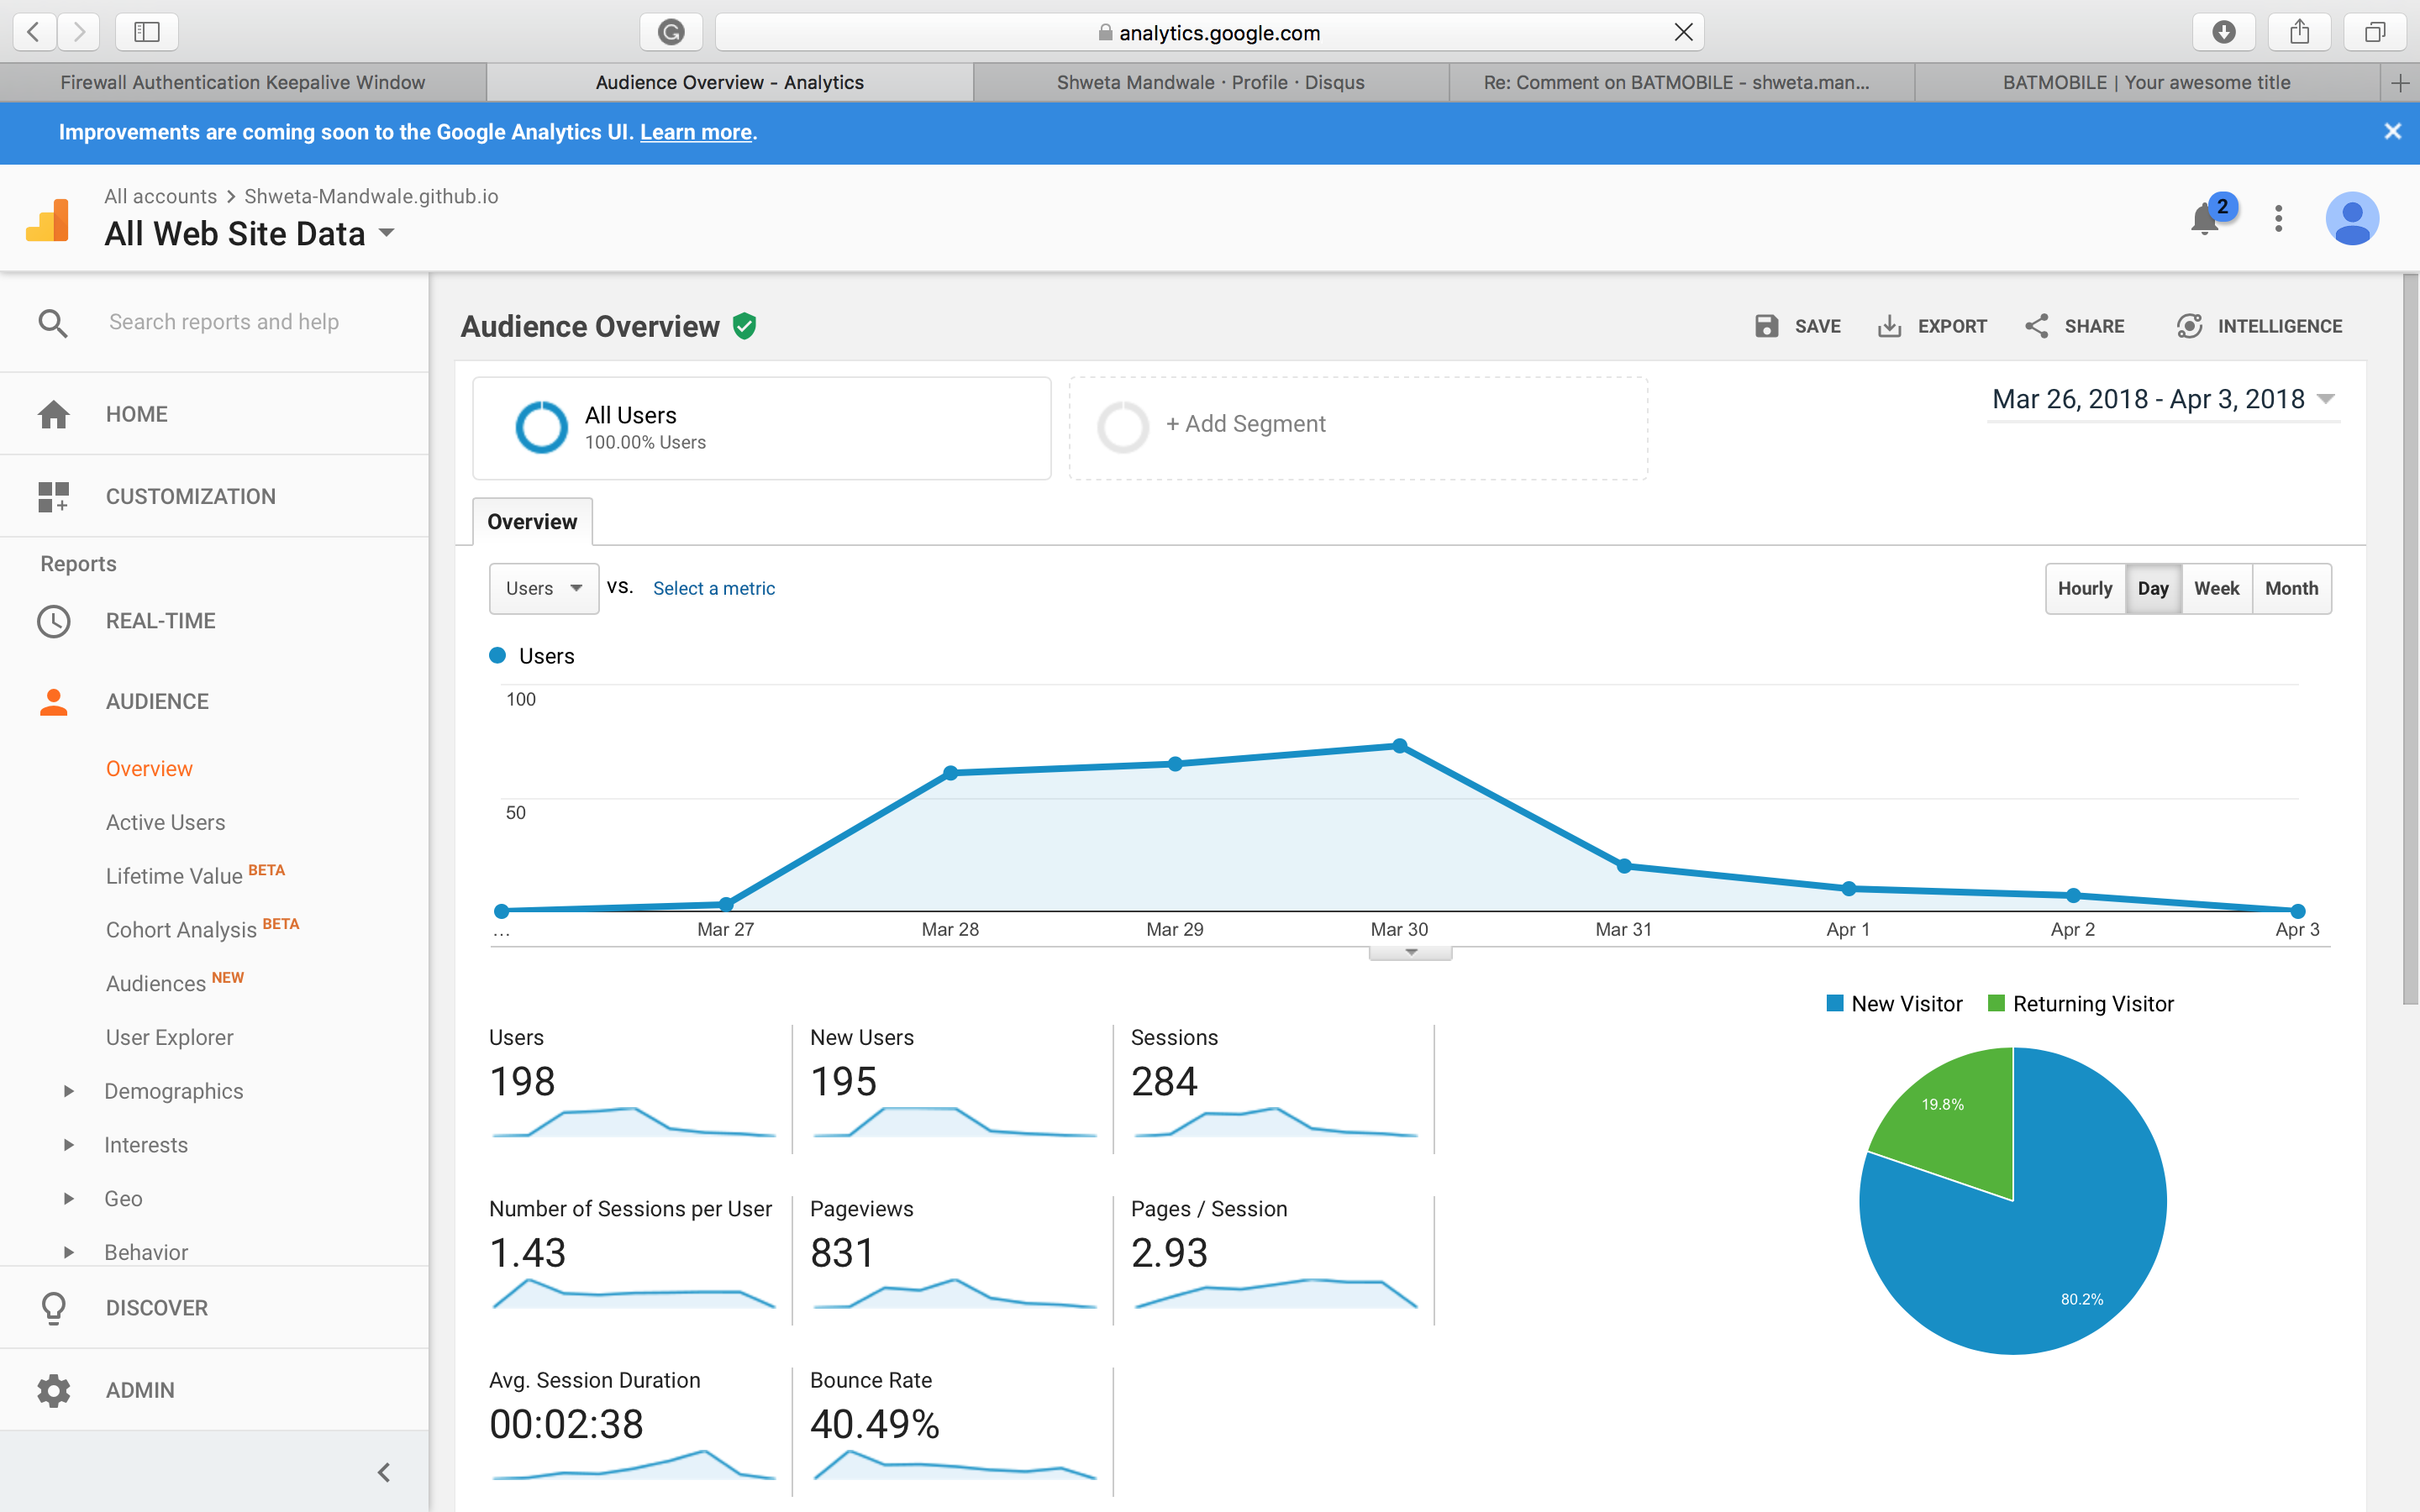 analytics.google.com
Firewall Authentication Keepalive Window
Audience Overview - Analytics
Shweta Mandwale · Profile · Disqus
Re: Comment on BATMOBILE - shweta.man...
BATMOBILE | Your awesome title
Improvements are coming soon to the Google Analytics UI. Learn more.
All accounts > Shweta-Mandwale.github.io
All Web Site Data
2
Search reports and help
HOME
CUSTOMIZATION
Reports
REAL-TIME
AUDIENCE
Overview
Active Users
Lifetime Value BETA
Cohort Analysis BETA
Audiences NEW
User Explorer
Demographics
Interests
Geo
Behavior
DISCOVER
ADMIN
Audience Overview
SAVE
EXPORT
SHARE
INTELLIGENCE
All Users
100.00% Users
+ Add Segment
Mar 26, 2018 - Apr 3, 2018
Overview
Users
VS.
Select a metric
Hourly
Day
Week
Month
Users
100
50
...
Mar 27
Mar 28
Mar 29
Mar 30
Mar 31
Apr 1
Apr 2
Apr 3
Users
198
New Users
195
Sessions
284
Number of Sessions per User
1.43
Pageviews
831
Pages / Session
2.93
Avg. Session Duration
00:02:38
Bounce Rate
40.49%
New Visitor
Returning Visitor
19.8%
80.2%